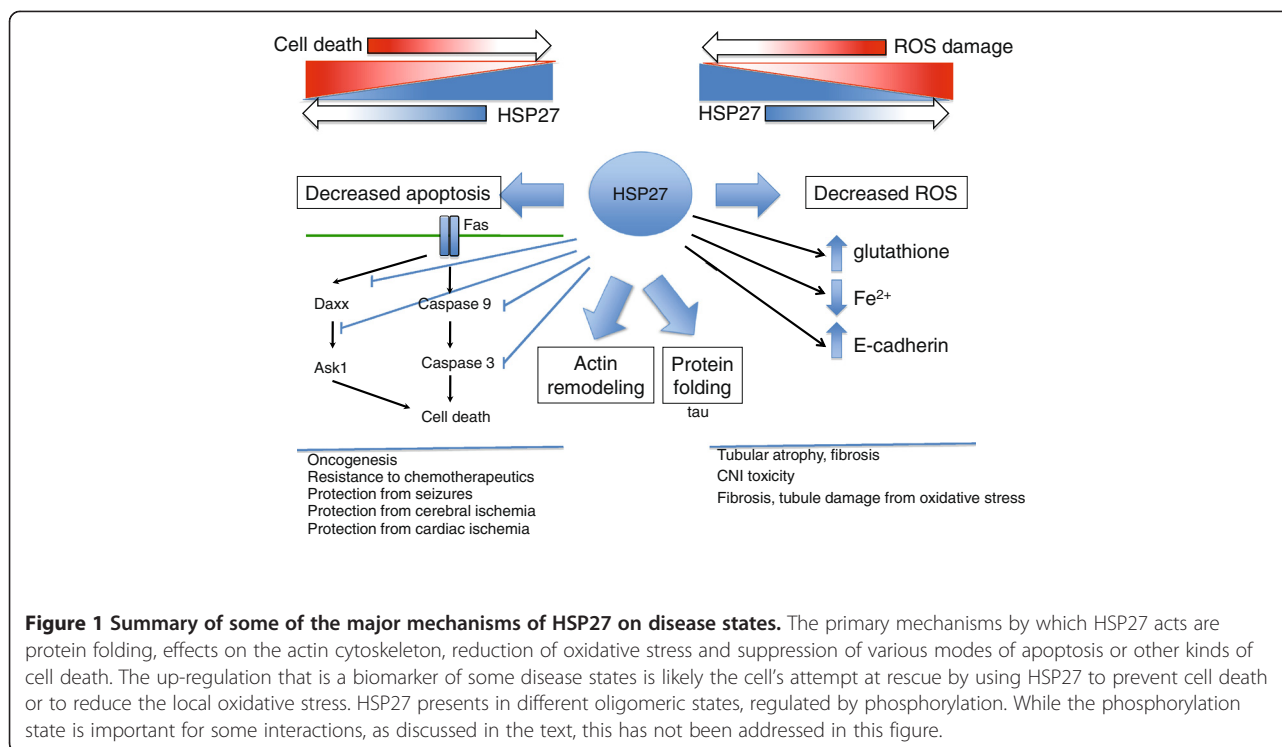 Cell death
ROS damage
HSP27
HSP27
Decreased apoptosis
HSP27
Decreased ROS
Fas
glutathione
Daxx
Caspase 9
Fe²⁺
E-cadherin
Ask1
Caspase 3
Actin
remodeling
Protein
folding
tau
Cell death
Oncogenesis
Resistance to chemotherapeutics
Protection from seizures
Protection from cerebral ischemia
Protection from cardiac ischemia
Tubular atrophy, fibrosis
CNI toxicity
Fibrosis, tubule damage from oxidative stress
Figure 1 Summary of some of the major mechanisms of HSP27 on disease states. The primary mechanisms by which HSP27 acts are
protein folding, effects on the actin cytoskeleton, reduction of oxidative stress and suppression of various modes of apoptosis or other kinds of
cell death. The up-regulation that is a biomarker of some disease states is likely the cell's attempt at rescue by using HSP27 to prevent cell death
or to reduce the local oxidative stress. HSP27 presents in different oligomeric states, regulated by phosphorylation. While the phosphorylation
state is important for some interactions, as discussed in the text, this has not been addressed in this figure.